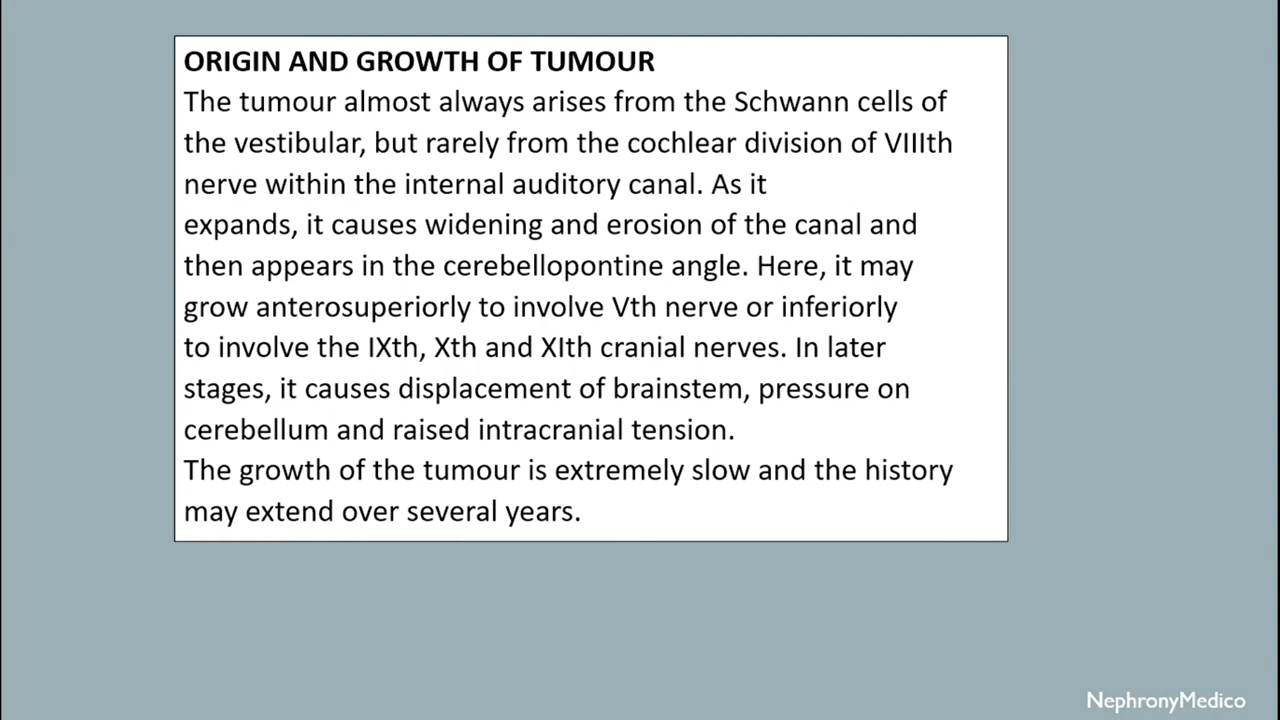 ORIGIN AND GROWTH OF TUMOUR
The tumour almost always arises from the Schwann cells of
the vestibular, but rarely from the cochlear division of VIIIth
nerve within the internal auditory canal. As it
expands, it causes widening and erosion of the canal and
then appears in the cerebellopontine angle. Here, it may
grow anterosuperiorly to involve Vth nerve or inferiorly
to involve the IXth, Xth and XIth cranial nerves. In later
stages, it causes displacement of brainstem, pressure on
cerebellum and raised intracranial tension.
The growth of the tumour is extremely slow and the history
may extend over several years.
NephronyMedico